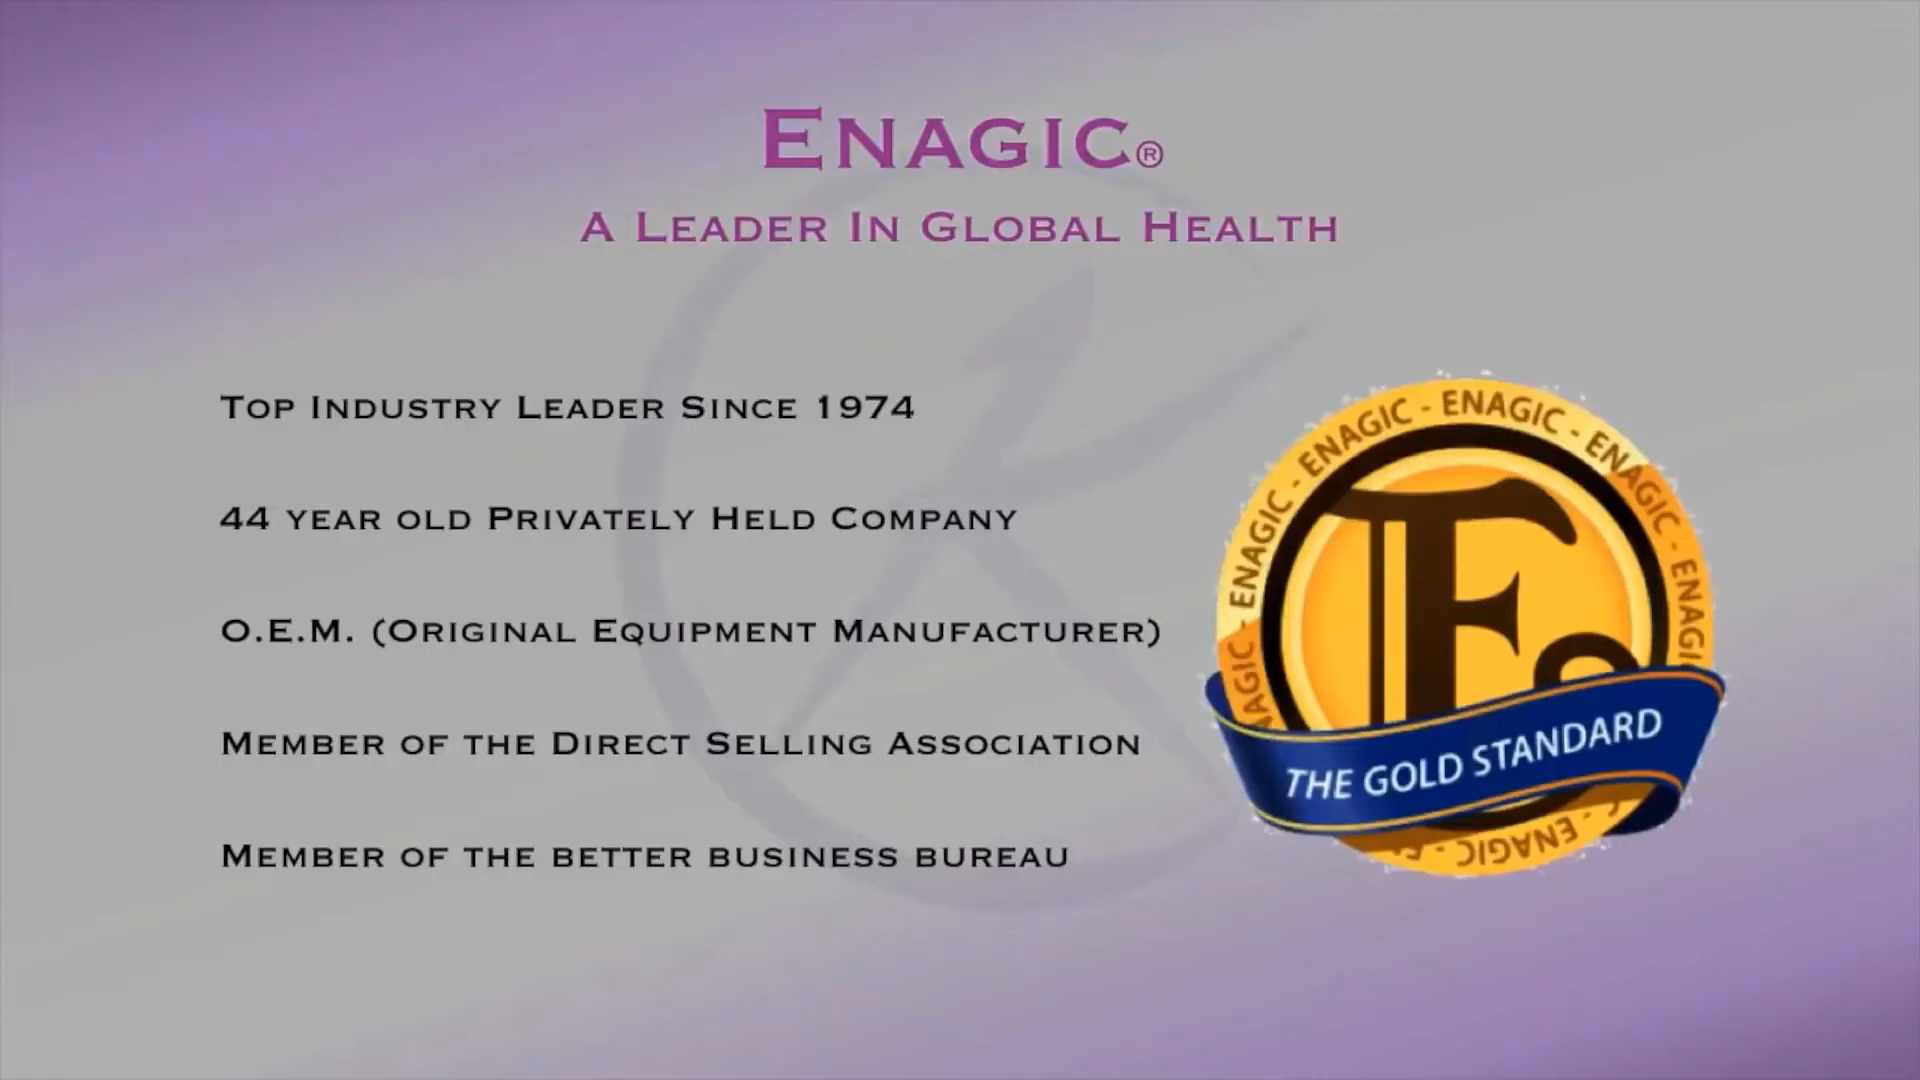 ENAGIC®
A LEADER IN GLOBAL HEALTH
TOP INDUSTRY LEADER SINCE 1974
44 YEAR OLD PRIVATELY HELD COMPANY
O.E.M. (ORIGINAL EQUIPMENT MANUFACTURER)
MEMBER OF THE DIRECT SELLING ASSOCIATION
MEMBER OF THE BETTER BUSINESS BUREAU
ENAGIC - ENAGIC - ENAGIC - ENAGIC - ENAGI
E
THE GOLD STANDARD
ENAGIC